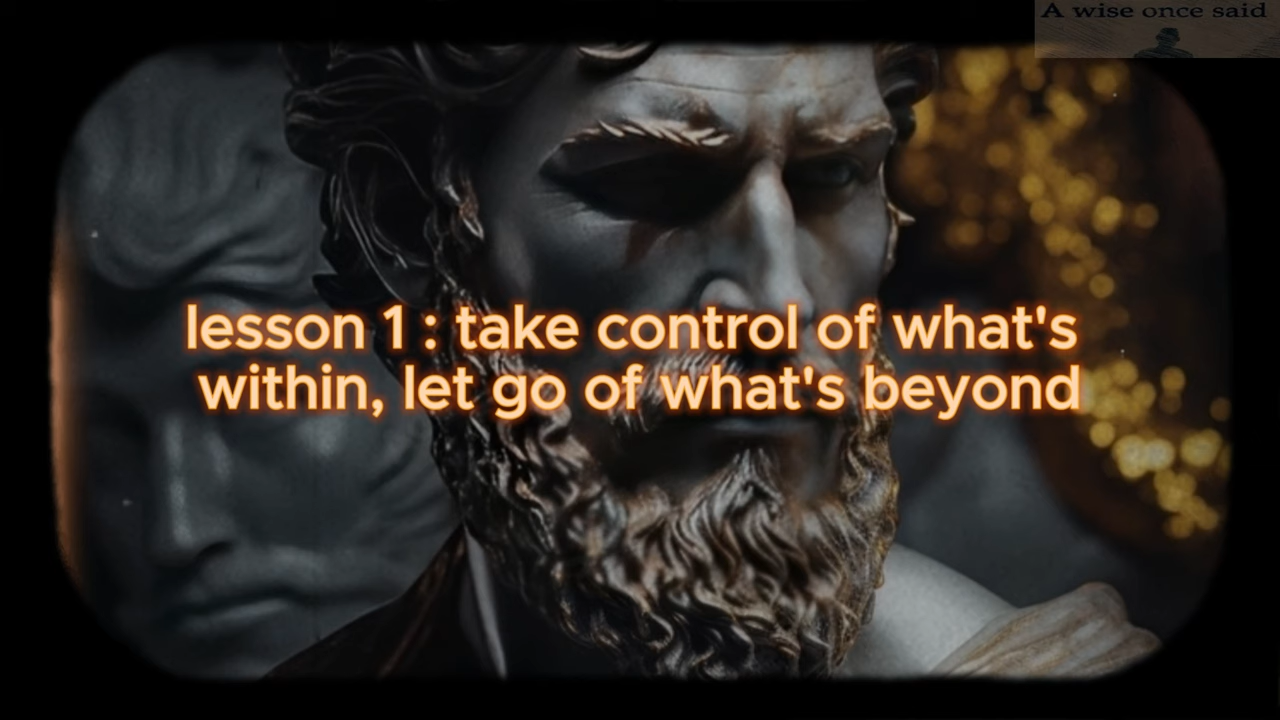 A wise once said
lesson 1 : take control of what's
within, let go of what's beyond